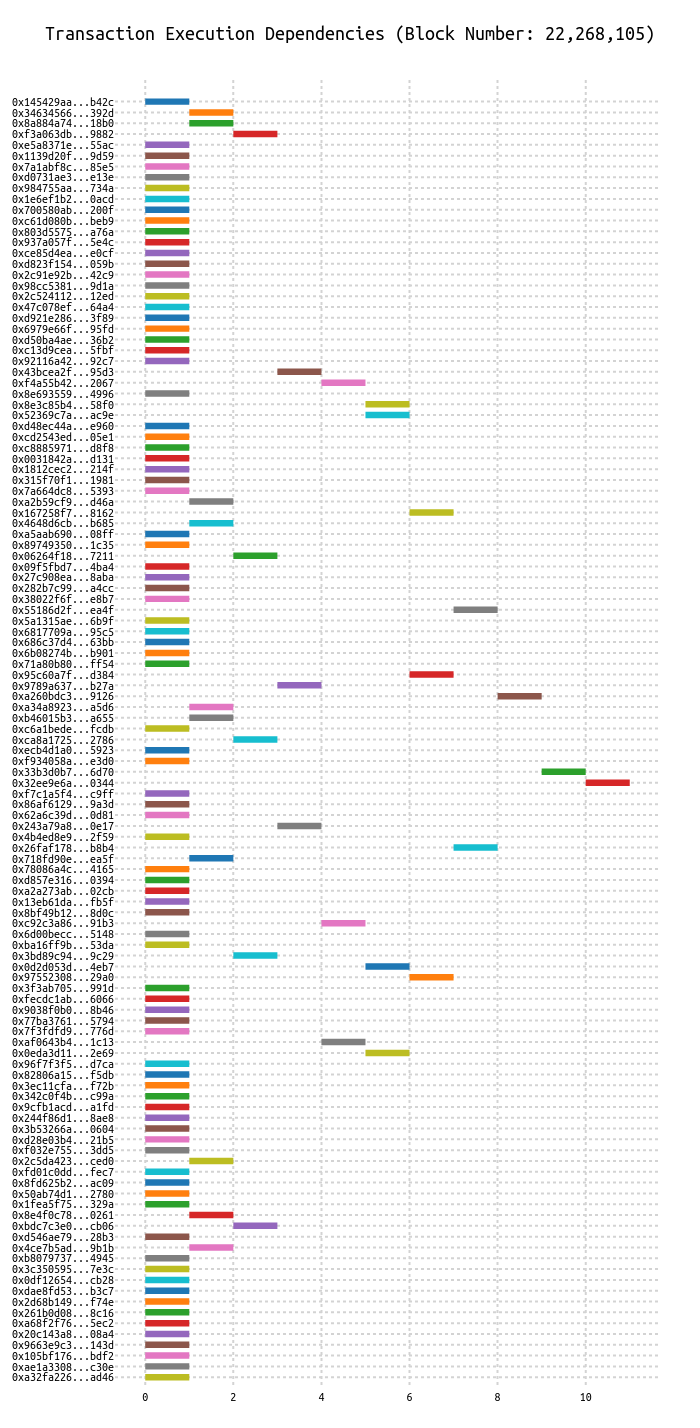 Transaction Execution Dependencies (Block Number: 22,268,105)
0x145429aa...b42c
0x34634566...392d
0x8a884a74...18b0
0xf3a063db...9882
0xe5a8371e...55ac
0x1139d20f...9d59
0x7a1abf8c...85e5
0xd0731ae3...e13e
0x984755aa...734a
0x1e6ef1b2...0acd
0x700580ab...200f
0xc61d080b...beb9
0x803d5575...a76a
0x937a057f...5e4c
0xce85d4ea...e0cf
0xd823f154...059b
0x2c91e92b...42c9
0x98cc5381...9d1a
0x2c524112...12ed
0x47c078ef...64a4
0xd921e286...3f89
0x6979e66f...95fd
0xd50ba4ae...36b2
0xc13d9cea...5fbf
0x92116a42...92c7
0x43bcea2f...95d3
0xf4a55b42...2067
0x8e693559...4996
0x8e3c85b4...58f0
0x52369c7a...ac9e
0xd48ec44a...e960
0xcd2543ed...05e1
0xc8885971...d8f8
0x0031842a...d131
0x1812cec2...214f
0x315f70f1...1981
0x7a664dc8...5393
0xa2b59cf9...d46a
0x167258f7...8162
0x4648d6cb...b685
0xa5aab690...08ff
0x89749350...1c35
0x06264f18...7211
0x09f5fbd7...4ba4
0x27c908ea...8aba
0x282b7c99...a4cc
0x38022f6f...e8b7
0x55186d2f...ea4f
0x5a1315ae...6b9f
0x6817709a...95c5
0x686c37d4...63bb
0x6b08274b...b901
0x71a80b80...ff54
0x95c60a7f...d384
0x9789a637...b27a
0xa260bdc3...9126
0xa34a8923...a5d6
0xb46015b3...a655
0xc6a1bede...fcdb
0xca8a1725...2786
0xecb4d1a0...5923
0xf934058a...e3d0
0x33b3d0b7...6d70
0x32ee9e6a...0344
0xf7c1a5f4...c9ff
0x86af6129...9a3d
0x62a6c39d...0d81
0x243a79a8...0e17
0x4b4ed8e9...2f59
0x26faf178...b8b4
0x718fd90e...ea5f
0x78086a4c...4165
0xd857e316...0394
0xa2a273ab...02cb
0x13eb61da...fb5f
0x8bf49b12...8d0c
0xc92c3a86...91b3
0x6d00becc...5148
0xba16ff9b...53da
0x3bd89c94...9c29
0x0d2d053d...4eb7
0x97552308...29a0
0x3f3ab705...991d
0xfecdc1ab...6066
0x9038f0b0...8b46
0x77ba3761...5794
0x7f3fdfd9...776d
0xaf0643b4...1c13
0x0eda3d11...2e69
0x96f7f3f5...d7ca
0x82806a15...f5db
0x3ec11cfa...f72b
0x342c0f4b...c99a
0x9cfb1acd...a1fd
0x244f86d1...8ae8
0x3b53266a...0604
0xd28e03b4...21b5
0xf032e755...3dd5
0x2c5da423...ced0
0xfd01c0dd...fec7
0x8fd625b2...ac09
0x50ab74d1...2780
0x1fea5f75...329a
0x8e4f0c78...0261
0xbdc7c3e0...cb06
0xd546ae79...28b3
0x4ce7b5ad...9b1b
0xb8079737...4945
0x3c350595...7e3c
0x0df12654...cb28
0xdae8fd53...b3c7
0x2d68b149...f74e
0x261b0d08...8c16
0xa68f2f76...5ec2
0x20c143a8...08a4
0x9663e9c3...143d
0x105bf176...bdf2
0xae1a3308...c30e
0xa32fa226...ad46
0 2 4 6 8 10